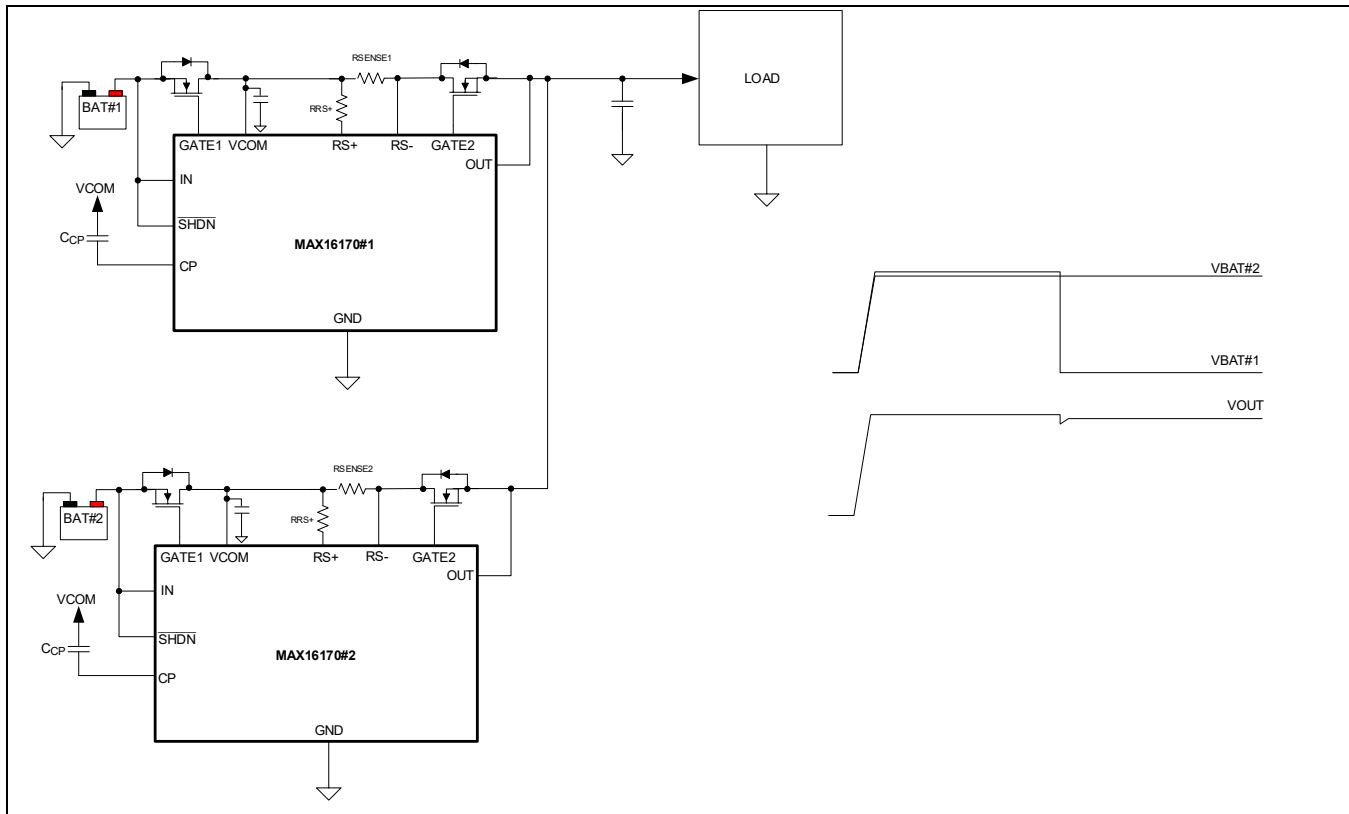 RSENSE1
LOAD
BAT#1
RRS+
GATE1 VCOM RS+ RS- GATE2
OUT
IN
VCOM
SHDN
CCP
MAX16170#1
CP
GND
VBAT#2
VBAT#1
VOUT
RSENSE2
BAT#2
RRS+
GATE1 VCOM RS+ RS- GATE2
OUT
IN
VCOM
SHDN
CCP
MAX16170#2
CP
GND